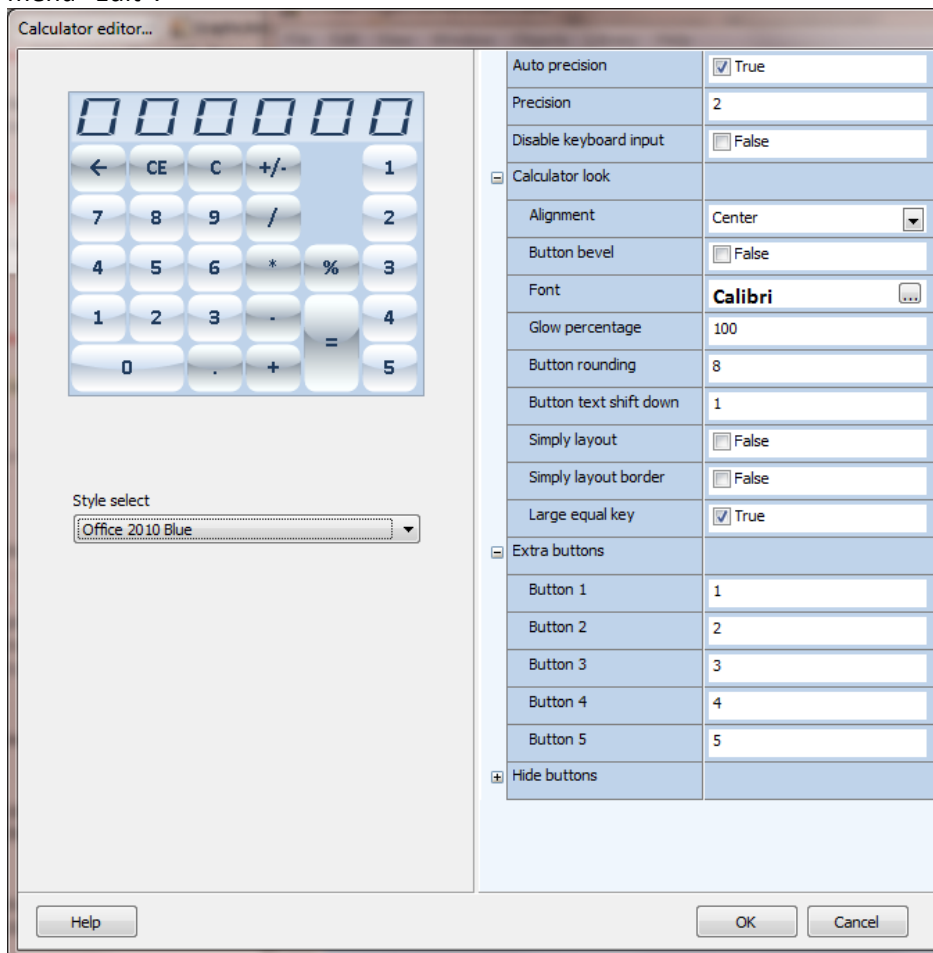 Menu "Edit".
Calculator editor...
000000
← CE C +/- 1
7 8 9 / 2
4 5 6 * % 3
1 2 3 - 4
=
0 . + 5
Style select
Office 2010 Blue
Auto precision True
Precision 2
Disable keyboard input False
Calculator look
Alignment Center
Button bevel False
Font Calibri ...
Glow percentage 100
Button rounding 8
Button text shift down 1
Simply layout False
Simply layout border False
Large equal key True
Extra buttons
Button 1 1
Button 2 2
Button 3 3
Button 4 4
Button 5 5
Hide buttons
Help OK Cancel